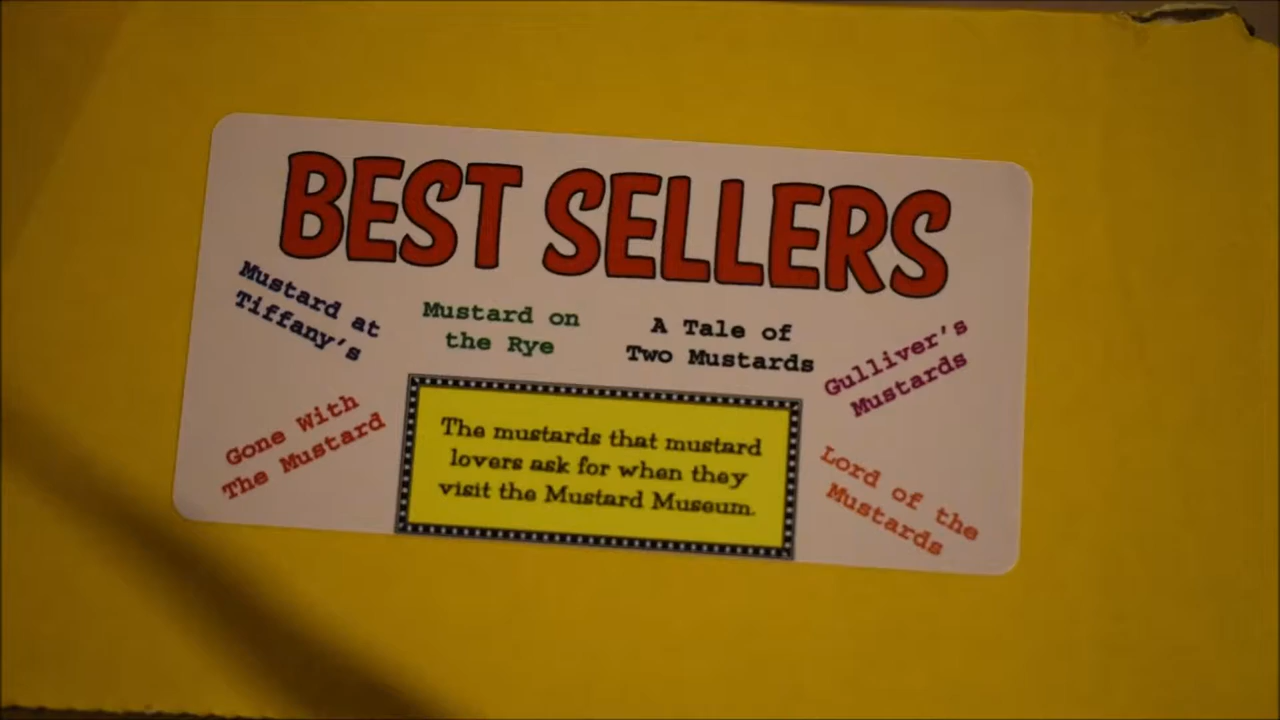 BEST SELLERS
Mustard at
Tiffany's
Mustard on
the Rye
A Tale of
Two Mustards
Gulliver's
Mustards
Gone With
The Mustard
The mustards that mustard
lovers ask for when they
visit the Mustard Museum.
Lord of the
Mustards